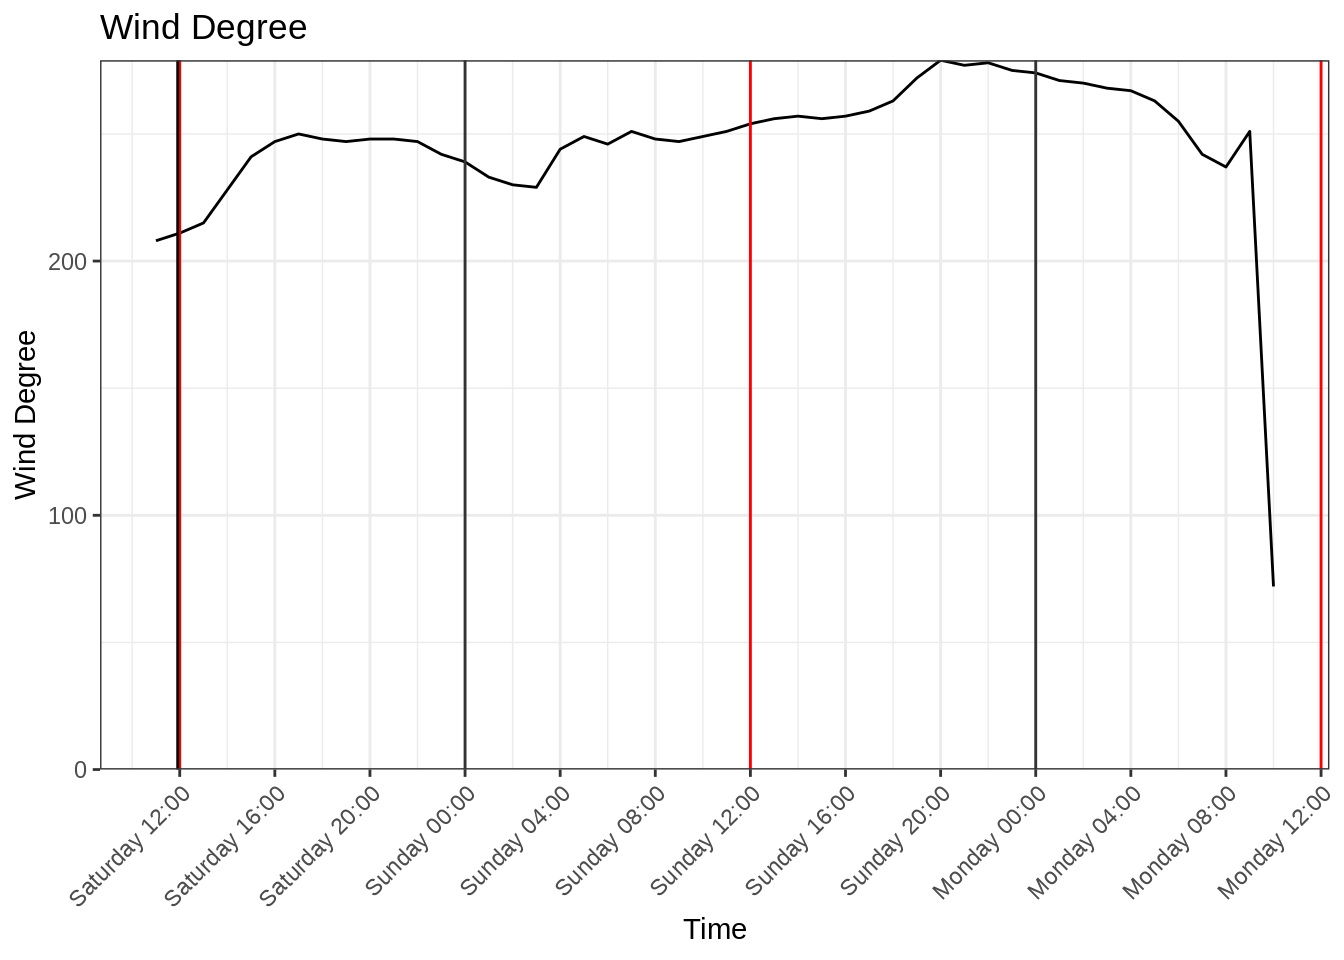 Wind Degree
Wind Degree
200
100
0
Saturday 12:00
Saturday 16:00
Saturday 20:00
Sunday 00:00
Sunday 04:00
Sunday 08:00
Sunday 12:00
Sunday 16:00
Sunday 20:00
Monday 00:00
Monday 04:00
Monday 08:00
Monday 12:00
Time